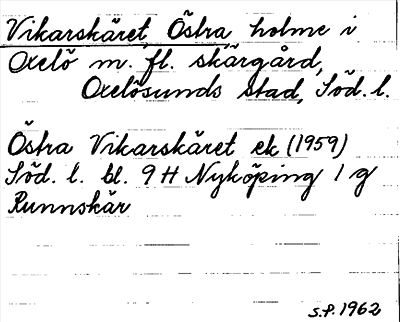 Vikarskäret, Östra holme i
Oxelö m. fl. skärgård,
Oxelösunds stad, Söd. l.
Östra Vikarskäret ek (1959)
Söd. l. bl. 9 H Nyköping 1 g
Runnskär
S.P. 1962